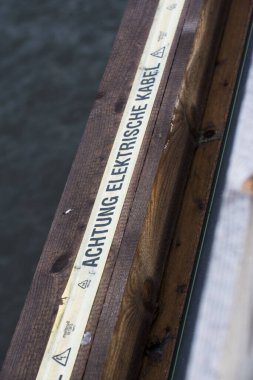 ACHTUNG ELEKTRISCHE KABEL